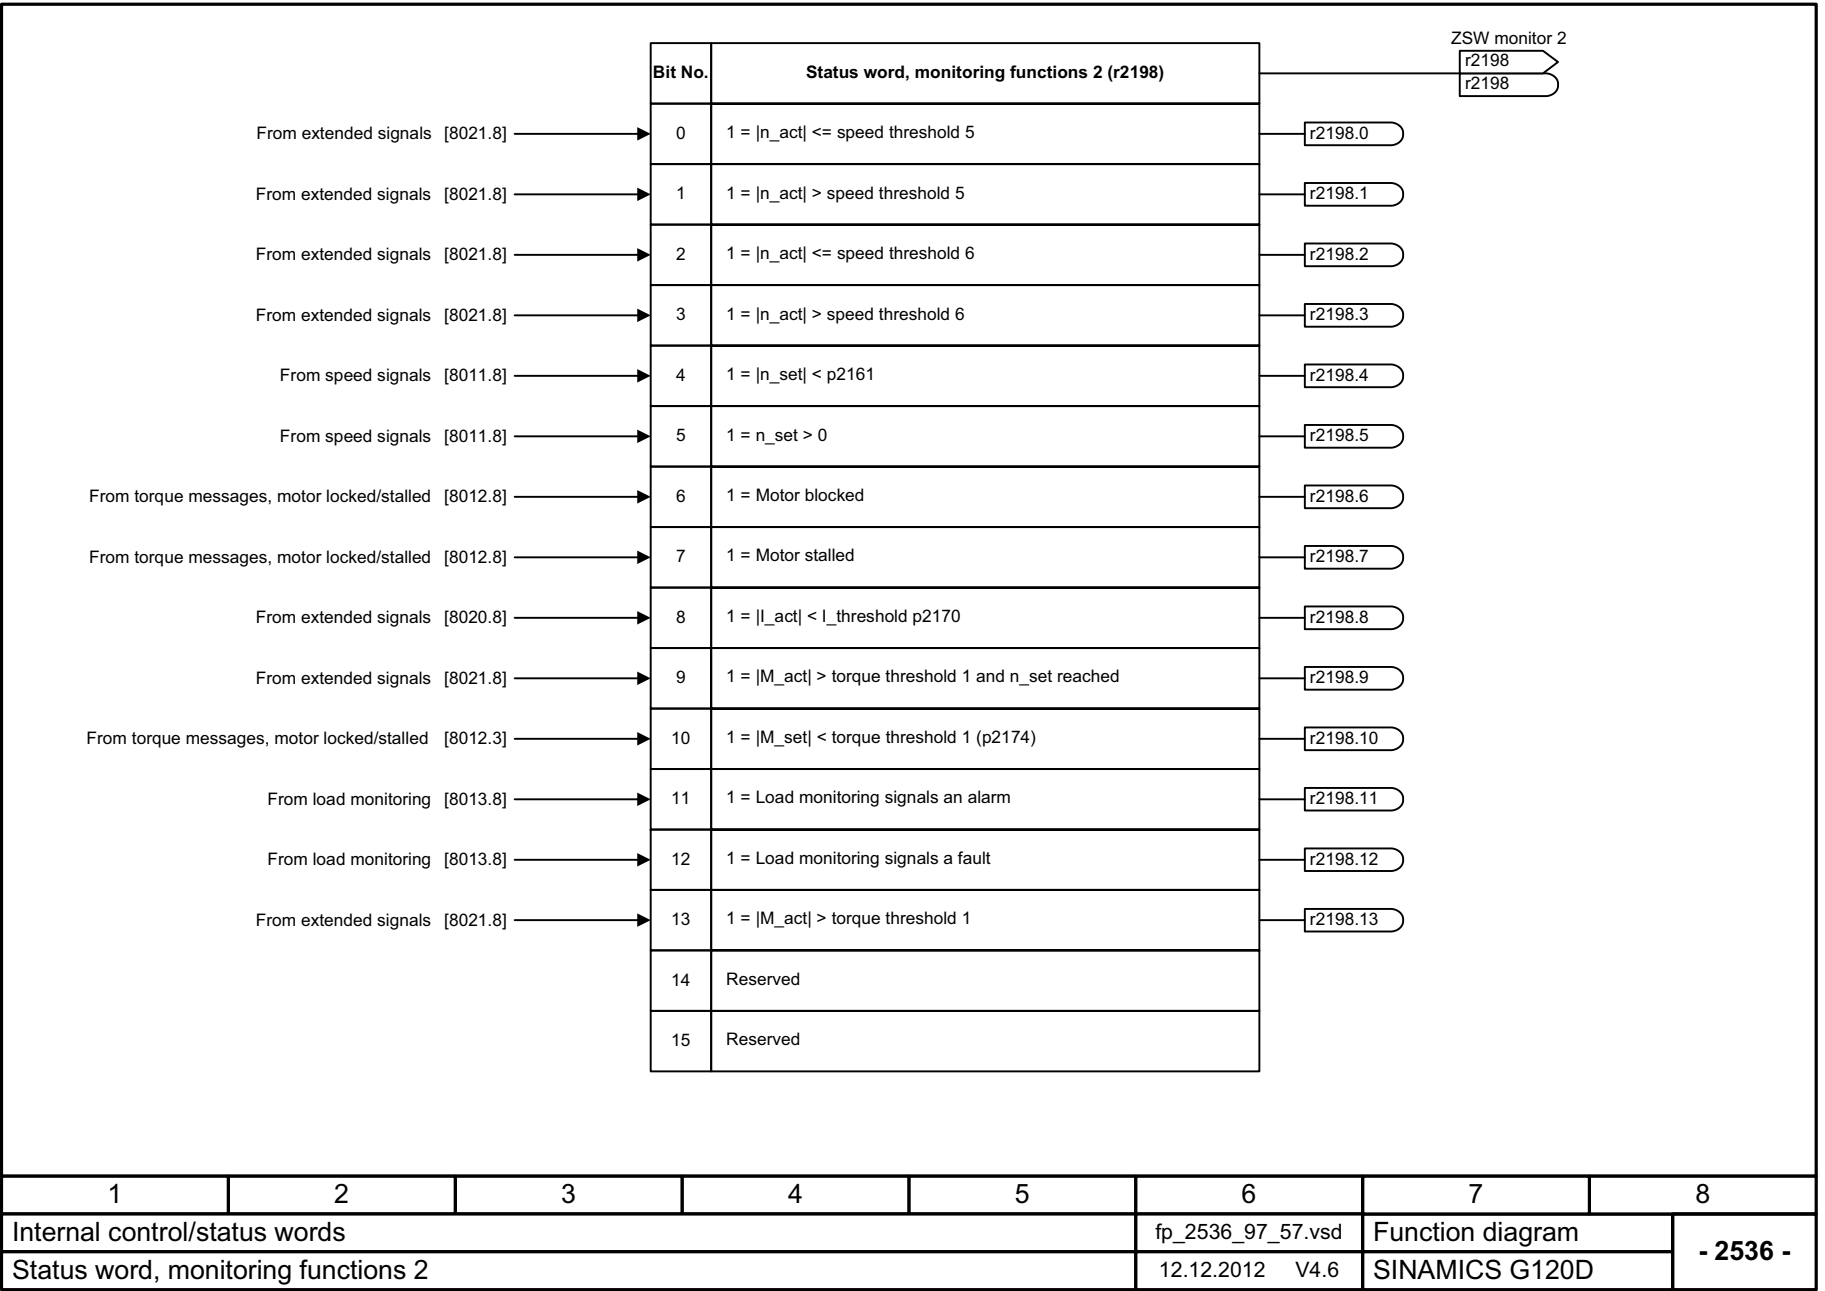 ZSW monitor 2
Bit No. Status word, monitoring functions 2 (r2198) r2198
r2198
From extended signals [8021.8] 0 1 = |n_act| <= speed threshold 5 r2198.0
From extended signals [8021.8] 1 1 = |n_act| > speed threshold 5 r2198.1
From extended signals [8021.8] 2 1 = |n_act| <= speed threshold 6 r2198.2
From extended signals [8021.8] 3 1 = |n_act| > speed threshold 6 r2198.3
From speed signals [8011.8] 4 1 = |n_set| < p2161 r2198.4
From speed signals [8011.8] 5 1 = n_set > 0 r2198.5
From torque messages, motor locked/stalled [8012.8] 6 1 = Motor blocked r2198.6
From torque messages, motor locked/stalled [8012.8] 7 1 = Motor stalled r2198.7
From extended signals [8020.8] 8 1 = |I_act| < I_threshold p2170 r2198.8
From extended signals [8021.8] 9 1 = |M_act| > torque threshold 1 and n_set reached r2198.9
From torque messages, motor locked/stalled [8012.3] 10 1 = |M_set| < torque threshold 1 (p2174) r2198.10
From load monitoring [8013.8] 11 1 = Load monitoring signals an alarm r2198.11
From load monitoring [8013.8] 12 1 = Load monitoring signals a fault r2198.12
From extended signals [8021.8] 13 1 = |M_act| > torque threshold 1 r2198.13
14 Reserved
15 Reserved
1 2 3 4 5 6 7 8
Internal control/status words fp_2536_97_57.vsd Function diagram - 2536 -
Status word, monitoring functions 2 12.12.2012 V4.6 SINAMICS G120D